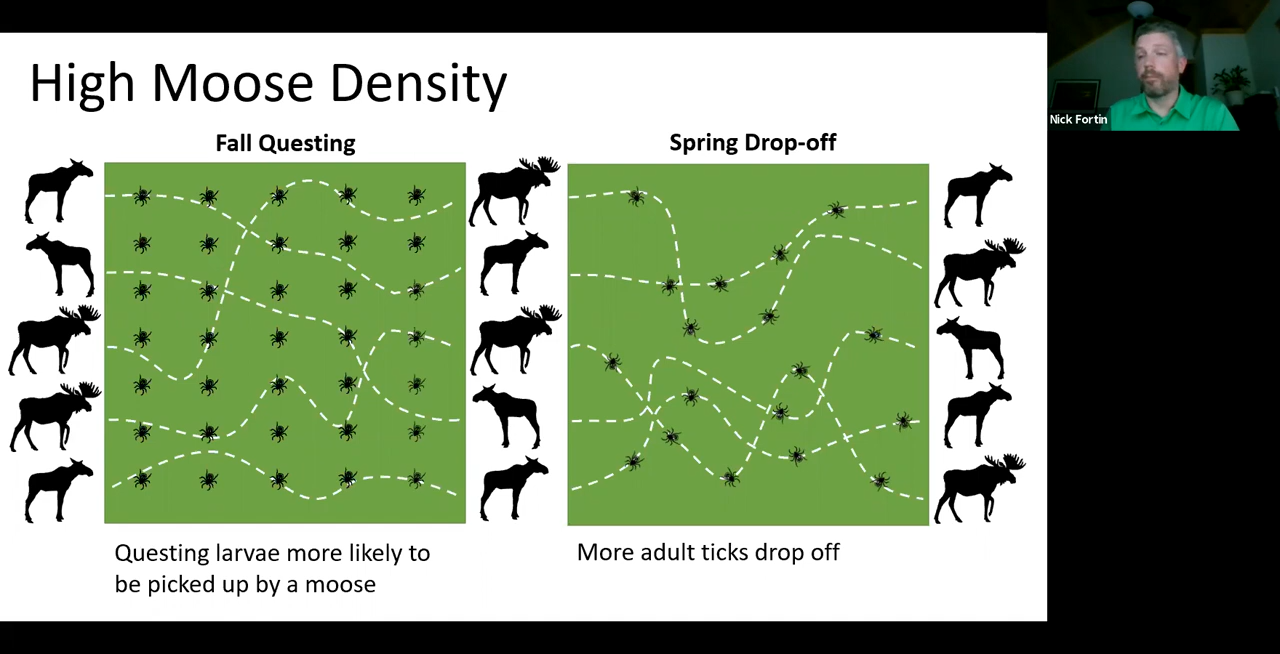 High Moose Density
Fall Questing
Spring Drop-off
Questing larvae more likely to
be picked up by a moose
More adult ticks drop off
Nick Fortin